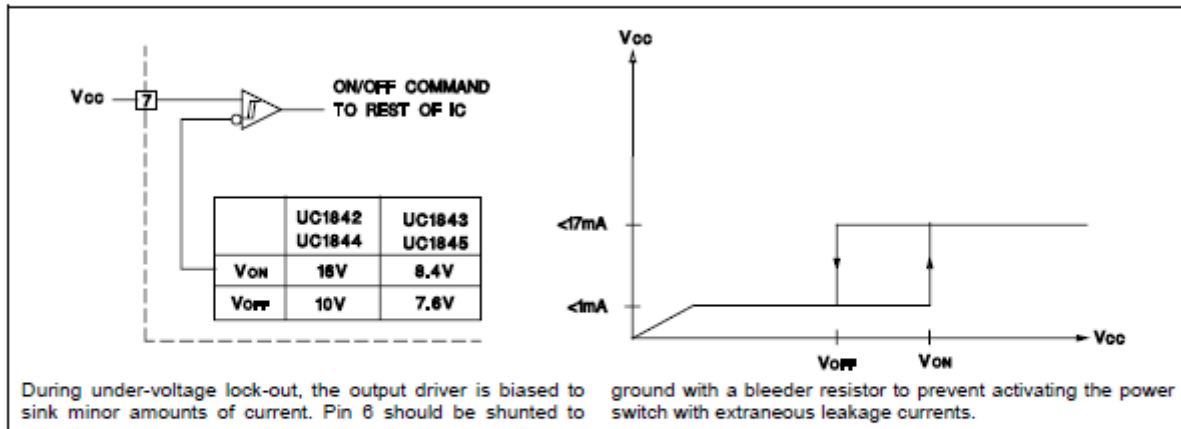 Vcc
7
ON/OFF COMMAND
TO REST OF IC
UC1842 UC1843
UC1844 UC1845
VON 16V 8.4V
VOFF 10V 7.6V
Vcc
<17mA
<1mA
Vcc
VOFF VON
During under-voltage lock-out, the output driver is biased to
sink minor amounts of current. Pin 6 should be shunted to
ground with a bleeder resistor to prevent activating the power
switch with extraneous leakage currents.